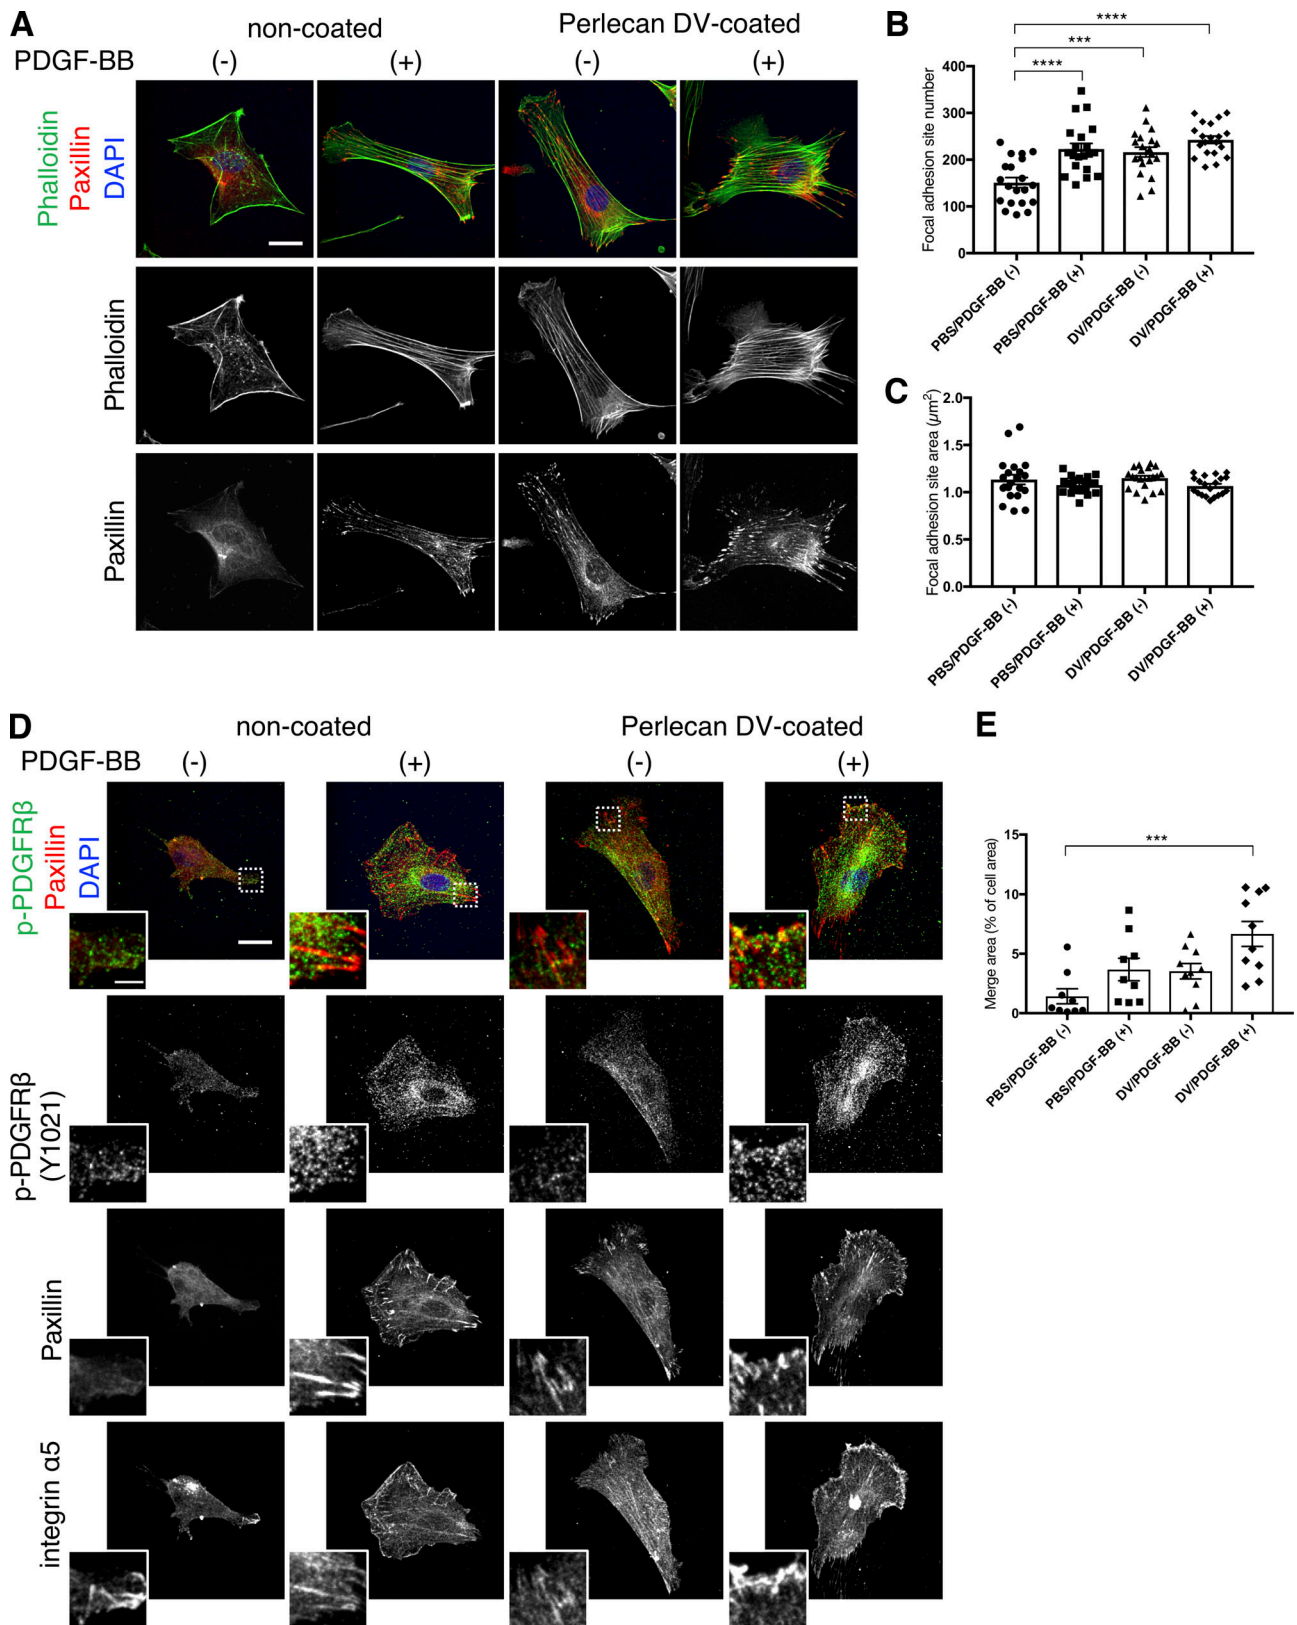 A
non-coated
Perlecan DV-coated
PDGF-BB
(-)
(+)
(-)
(+)
Phalloidin
Paxillin
DAPI
Phalloidin
Paxillin
B
****
***
****
Focal adhesion site number
400
300
200
100
0
PBS/PDGF-BB (-)
PBS/PDGF-BB (+)
DV/PDGF-BB (-)
DV/PDGF-BB (+)
C
Focal adhesion site area (µm²)
2.0
1.5
1.0
0.5
0.0
PBS/PDGF-BB (-)
PBS/PDGF-BB (+)
DV/PDGF-BB (-)
DV/PDGF-BB (+)
D
non-coated
Perlecan DV-coated
PDGF-BB
(-)
(+)
(-)
(+)
p-PDGFRβ
Paxillin
DAPI
p-PDGFRβ
(Y1021)
Paxillin
integrin α5
E
***
Merge area (% of cell area)
15
10
5
0
PBS/PDGF-BB (-)
PBS/PDGF-BB (+)
DV/PDGF-BB (-)
DV/PDGF-BB (+)